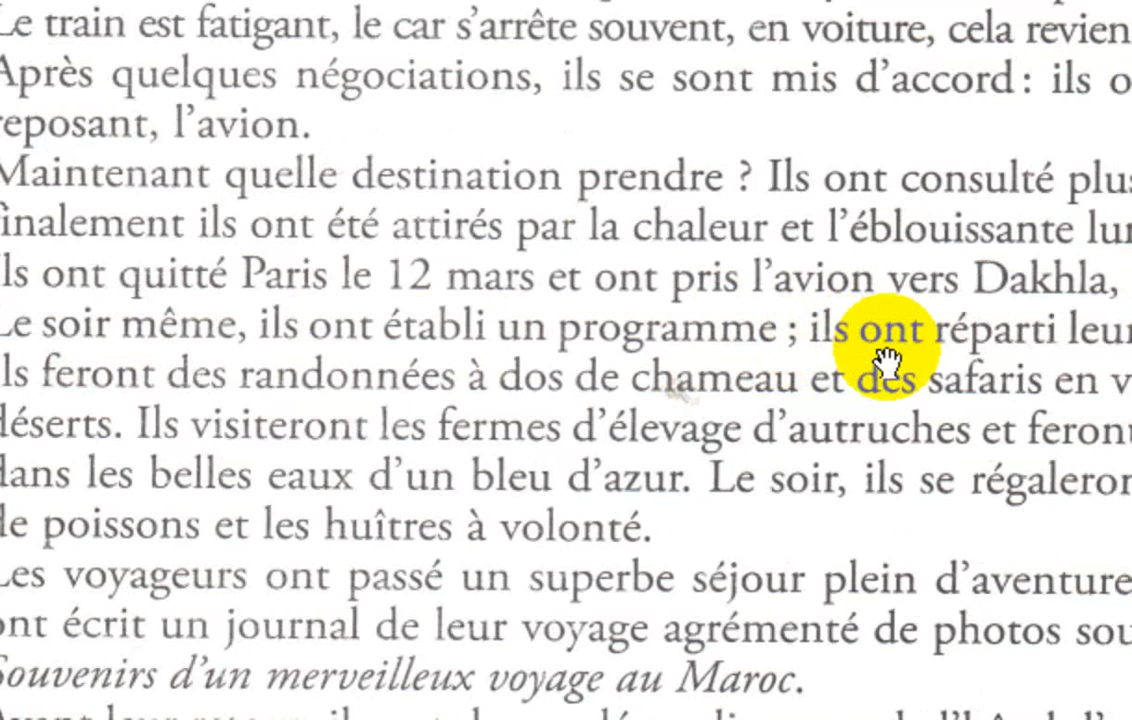 Le train est fatigant, le car s'arrête souvent, en voiture, cela revien
Après quelques négociations, ils se sont mis d'accord : ils o
reposant, l'avion.
Maintenant quelle destination prendre ? Ils ont consulté plus
finalement ils ont été attirés par la chaleur et l'éblouissante lum
Ils ont quitté Paris le 12 mars et ont pris l'avion vers Dakhla,
Le soir même, ils ont établi un programme ; ils ont réparti leur
Ils feront des randonnées à dos de chameau et des safaris en v
déserts. Ils visiteront les fermes d'élevage d'autruches et feront
dans les belles eaux d'un bleu d'azur. Le soir, ils se régaleron
de poissons et les huîtres à volonté.
Les voyageurs ont passé un superbe séjour plein d'aventure
ont écrit un journal de leur voyage agrémenté de photos sou
Souvenirs d'un merveilleux voyage au Maroc.